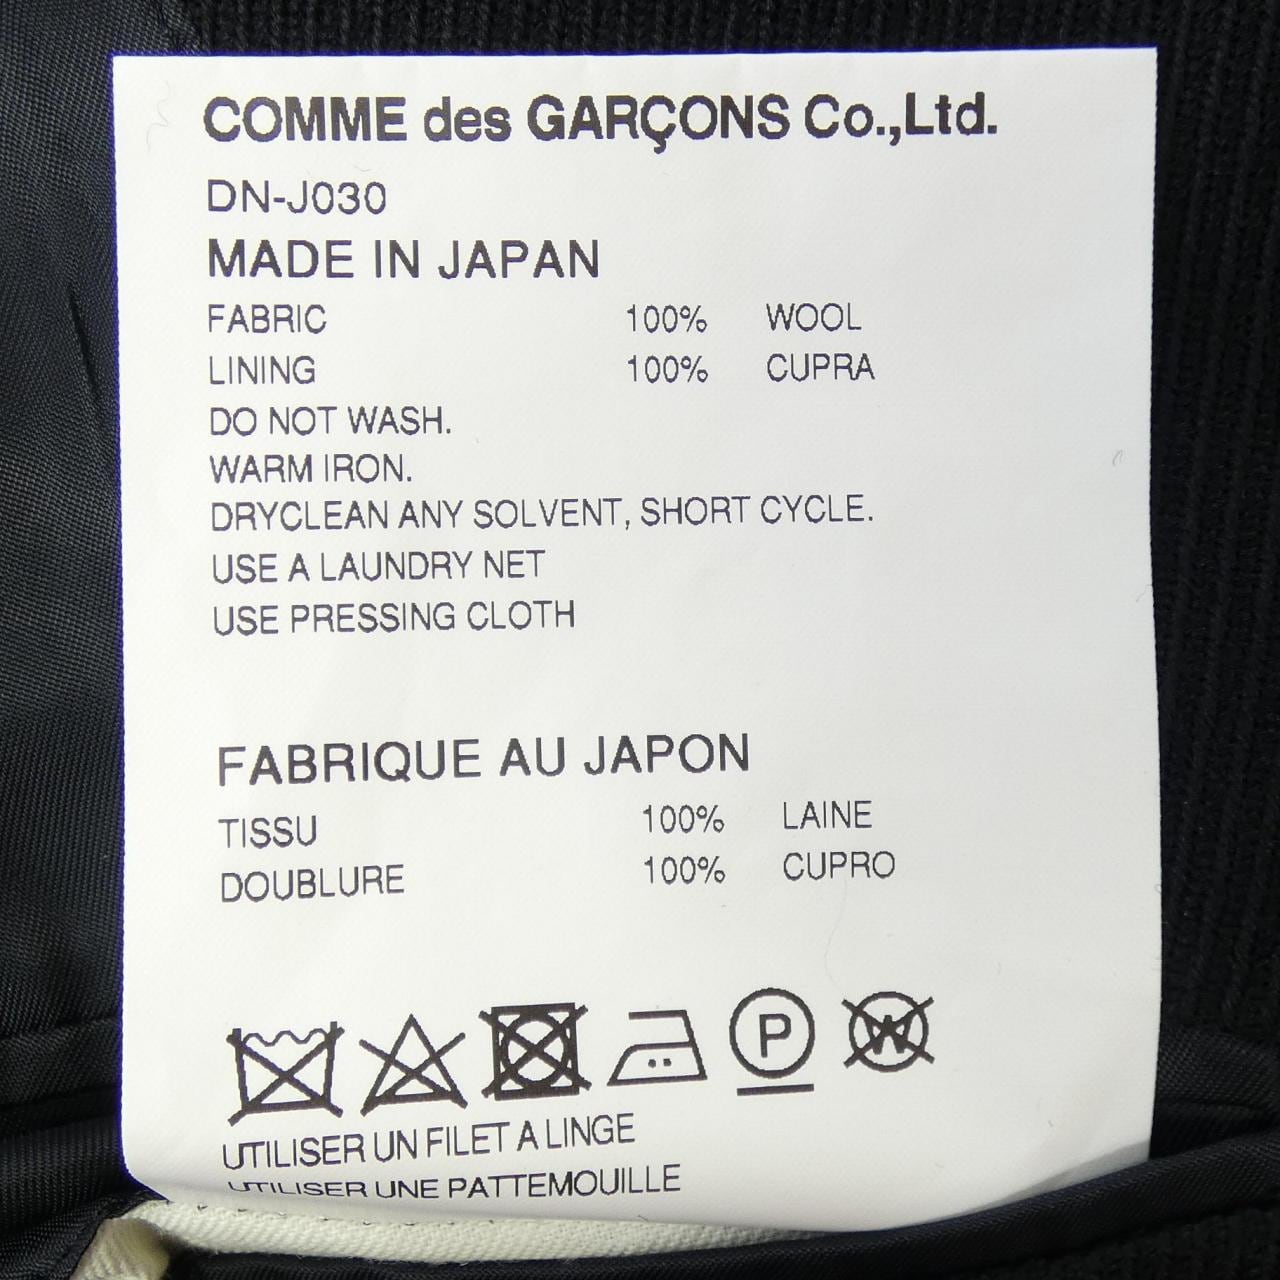 COMME des GARÇONS Co.,Ltd.
DN-J030
MADE IN JAPAN
FABRIC 100% WOOL
LINING 100% CUPRA
DO NOT WASH.
WARM IRON.
DRYCLEAN ANY SOLVENT, SHORT CYCLE.
USE A LAUNDRY NET
USE PRESSING CLOTH
FABRIQUE AU JAPON
TISSU 100% LAINE
DOUBLURE 100% CUPRO
P W
UTILISER UN FILET A LINGE
UTILISER UNE PATTEMOUILLE